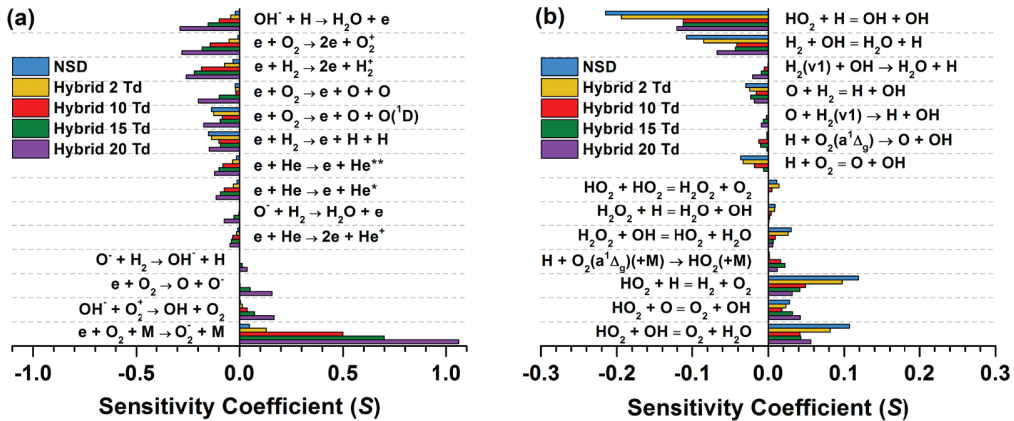 (a)
OH⁻ + H → H₂O + e
e + O₂ → 2e + O₂⁺
e + H₂ → 2e + H₂⁺
e + O₂ → e + O + O
e + O₂ → e + O + O(¹D)
e + H₂ → e + H + H
e + He → e + He**
e + He → e + He*
O⁻ + H₂ → H₂O + e
e + He → 2e + He⁺
O⁻ + H₂ → OH⁻ + H
e + O₂ → O + O⁻
OH⁻ + O₂⁺ → OH + O₂
e + O₂ + M → O₂⁻ + M
NSD
Hybrid 2 Td
Hybrid 10 Td
Hybrid 15 Td
Hybrid 20 Td
-1.0 -0.5 0.0 0.5 1.0
Sensitivity Coefficient (S)
(b)
HO₂ + H = OH + OH
H₂ + OH = H₂O + H
H₂(v1) + OH → H₂O + H
O + H₂ = H + OH
O + H₂(v1) → H + OH
H + O₂(a¹Δg) → O + OH
H + O₂ = O + OH
HO₂ + HO₂ = H₂O₂ + O₂
H₂O₂ + H = H₂O + OH
H₂O₂ + OH = HO₂ + H₂O
H + O₂(a¹Δg)(+M) → HO₂(+M)
HO₂ + H = H₂ + O₂
HO₂ + O = O₂ + OH
HO₂ + OH = O₂ + H₂O
NSD
Hybrid 2 Td
Hybrid 10 Td
Hybrid 15 Td
Hybrid 20 Td
-0.3 -0.2 -0.1 0.0 0.1 0.2 0.3
Sensitivity Coefficient (S)